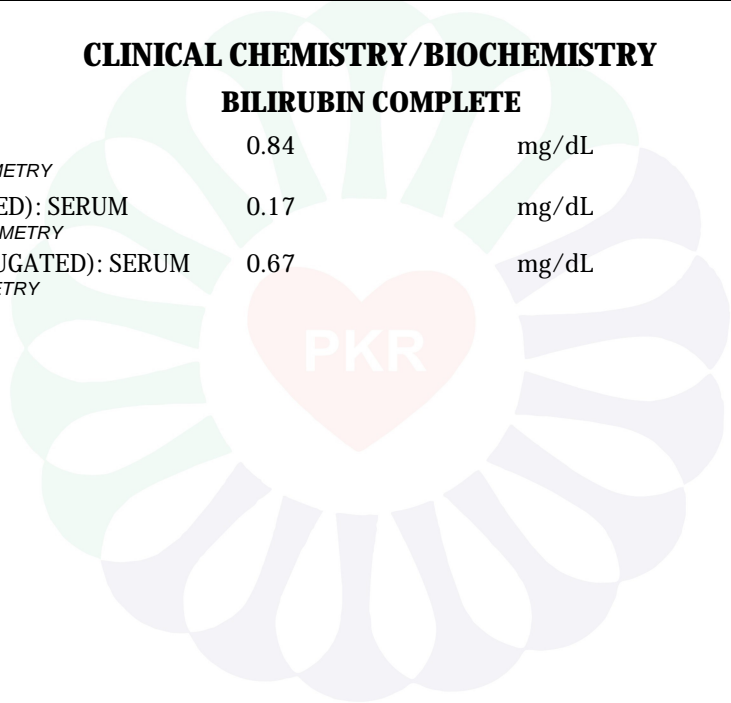 CLINICAL CHEMISTRY/BIOCHEMISTRY
BILIRUBIN COMPLETE
0.84 mg/dL
METRY
ED): SERUM 0.17 mg/dL
METRY
UGATED): SERUM 0.67 mg/dL
ETRY
PKR